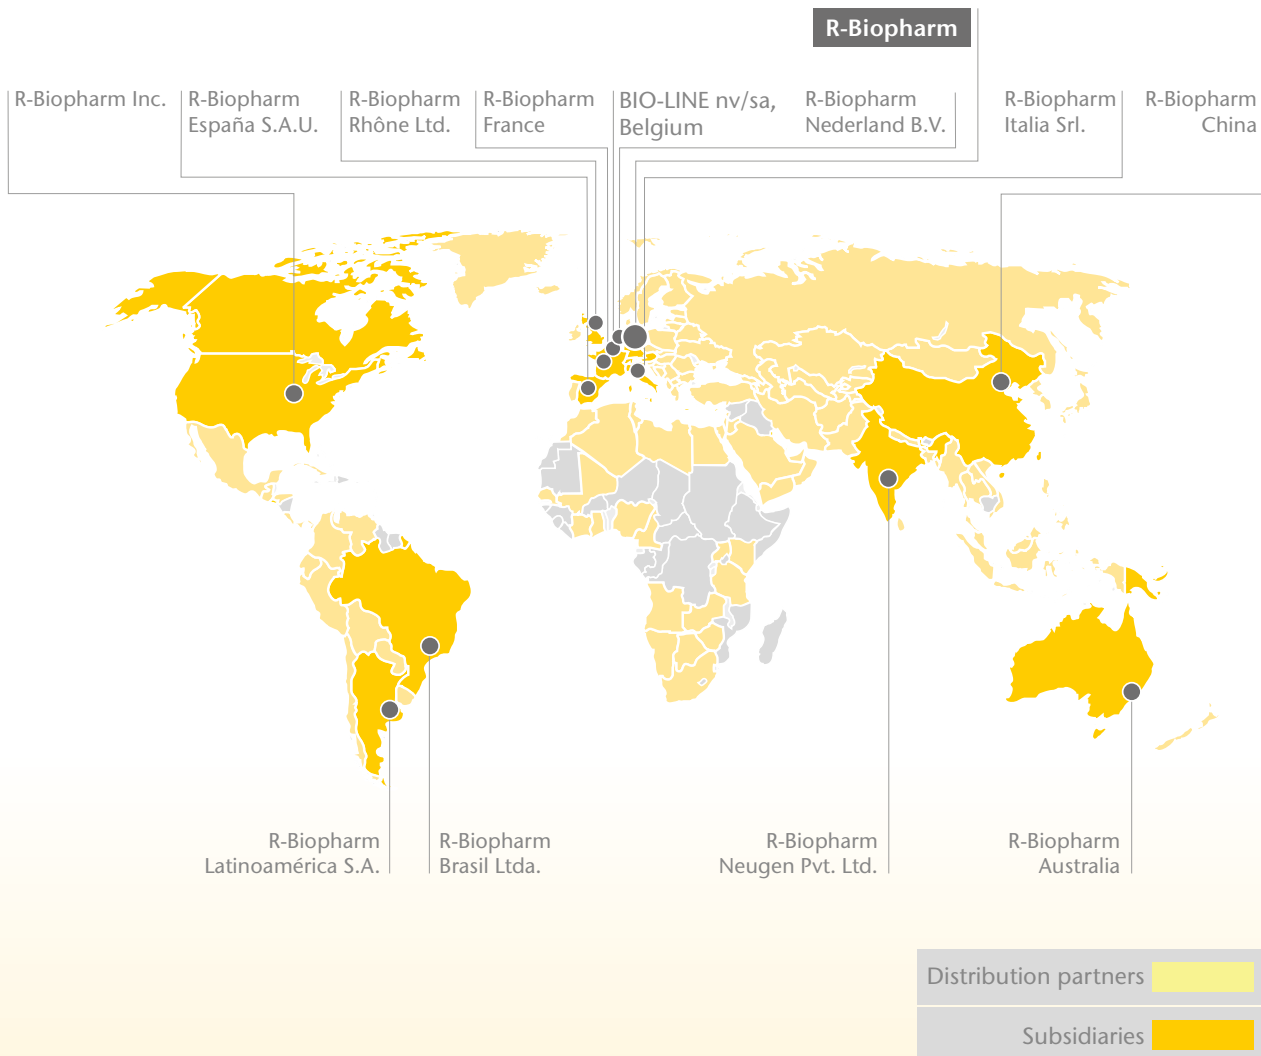 R-Biopharm
R-Biopharm Inc.
R-Biopharm
España S.A.U.
R-Biopharm
Rhône Ltd.
R-Biopharm
France
BIO-LINE nv/sa,
Belgium
R-Biopharm
Nederland B.V.
R-Biopharm
Italia Srl.
R-Biopharm
China
R-Biopharm
Latinoamérica S.A.
R-Biopharm
Brasil Ltda.
R-Biopharm
Neugen Pvt. Ltd.
R-Biopharm
Australia
Distribution partners
Subsidiaries